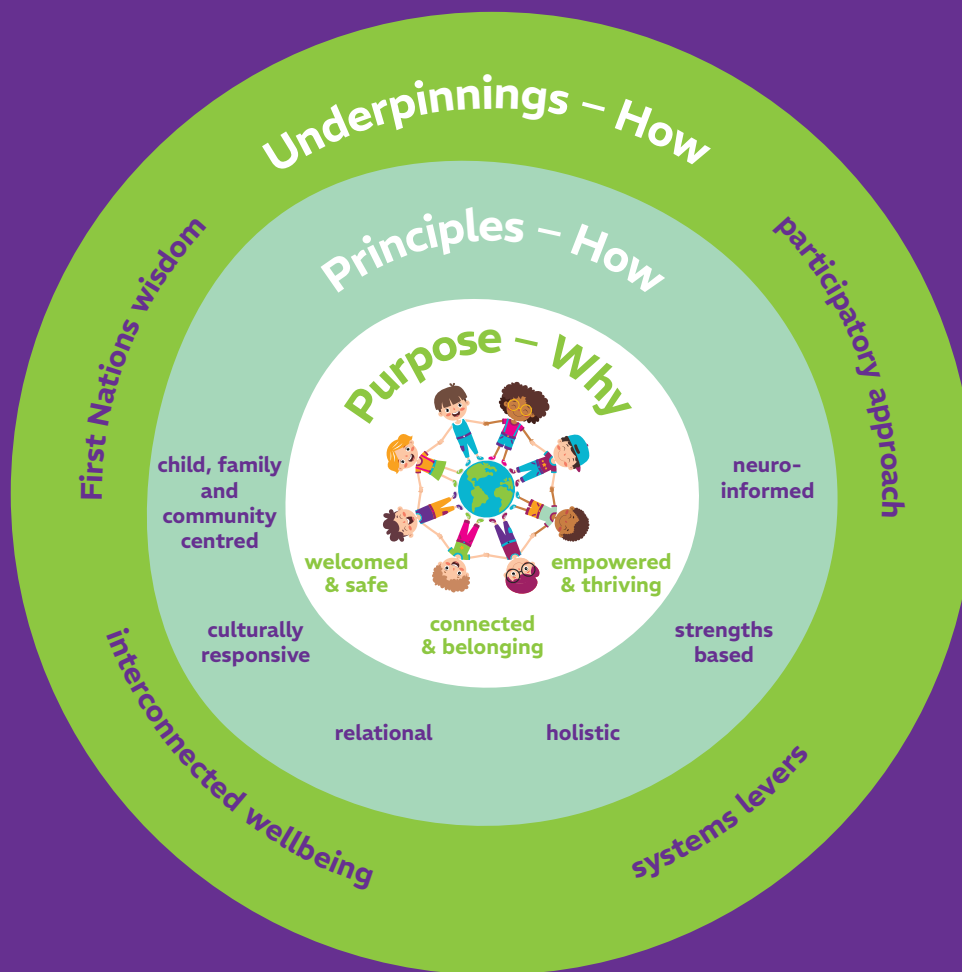 Underpinnings – How
First Nations wisdom
participatory approach
interconnected wellbeing
systems levers
Principles – How
child, family
and
community
centred
neuro-
informed
culturally
responsive
strengths
based
relational
holistic
Purpose – Why
welcomed
& safe
empowered
& thriving
connected
& belonging